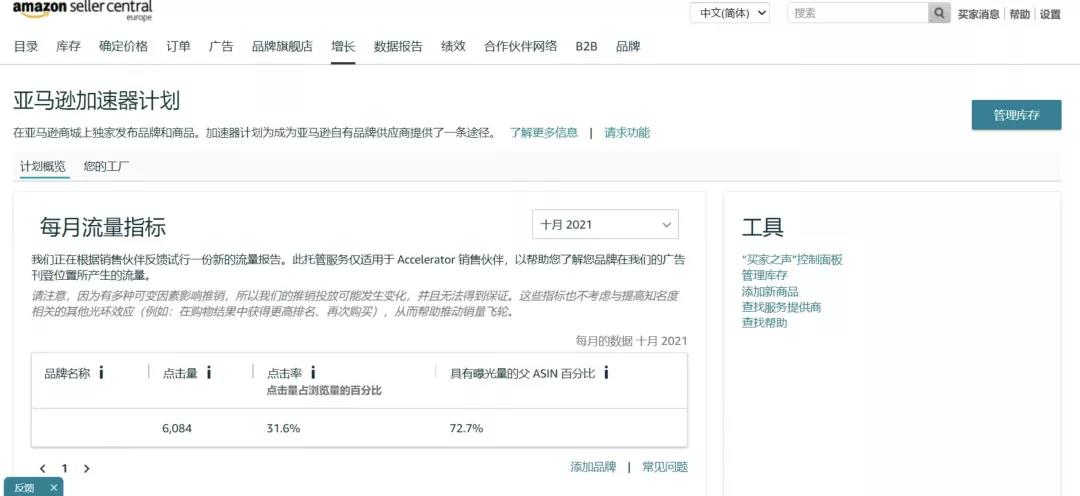 amazon seller central
europe
中文(简体)
搜索
买家消息 | 帮助 | 设置
目录 库存 确定价格 订单 广告 品牌旗舰店 增长 数据报告 绩效 合作伙伴网络 B2B 品牌
亚马逊加速器计划
管理库存
在亚马逊商城上独家发布品牌和商品。加速器计划为成为亚马逊自有品牌供应商提供了一条途径。 了解更多信息 | 请求功能
计划概览 您的工厂
每月流量指标
十月 2021
我们正在根据销售伙伴反馈试行一份新的流量报告。此托管服务仅适用于 Accelerator 销售伙伴，以帮助您了解您品牌在我们的广告
刊登位置所产生的流量。
请注意，因为有多种可变因素影响推销，所以我们的推销投放可能发生变化，并且无法得到保证。这些指标也不考虑与提高知名度
相关的其他光环效应（例如：在购物结果中获得更高排名、再次购买），从而帮助推动销量飞轮。
每月的数据 十月 2021
品牌名称 i 点击量 i 点击率 i 具有曝光量的父 ASIN 百分比 i
点击量占浏览量的百分比
6,084 31.6% 72.7%
1
添加品牌 | 常见问题
工具
“买家之声”控制面板
管理库存
添加新商品
查找服务提供商
查找帮助
反馈 ×